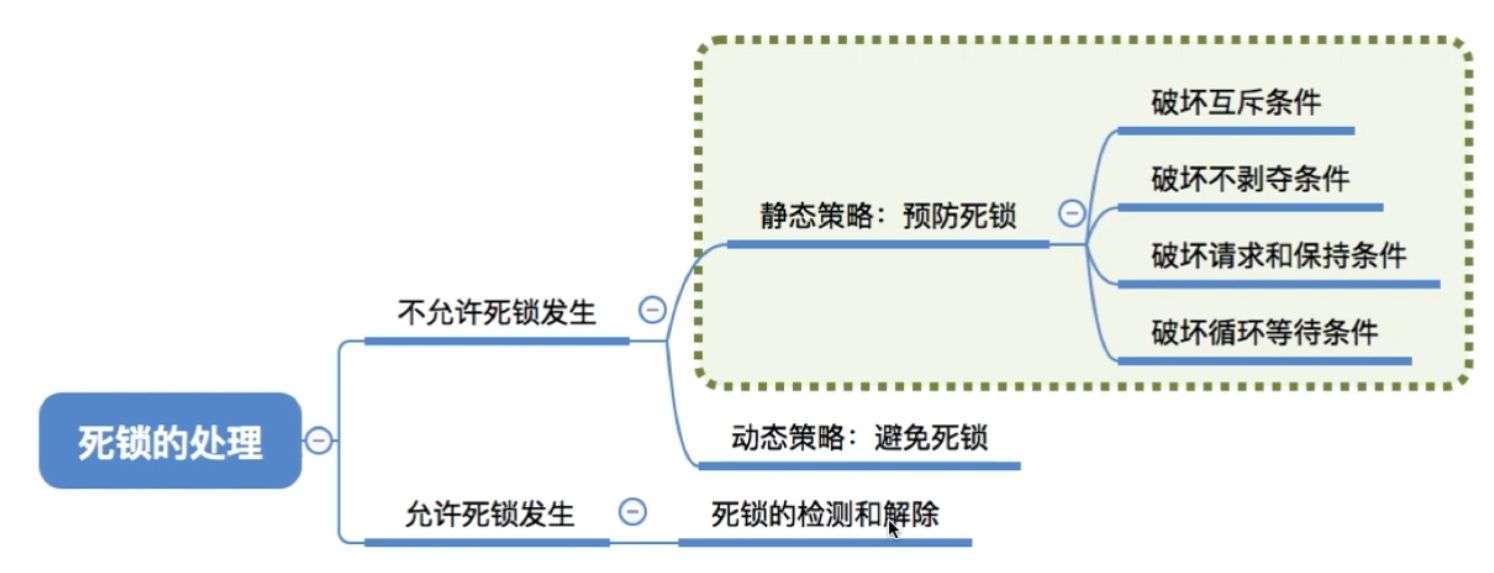 破坏互斥条件
破坏不剥夺条件
静态策略：预防死锁
破坏请求和保持条件
不允许死锁发生
破坏循环等待条件
死锁的处理
动态策略：避免死锁
允许死锁发生
死锁的检测和解除